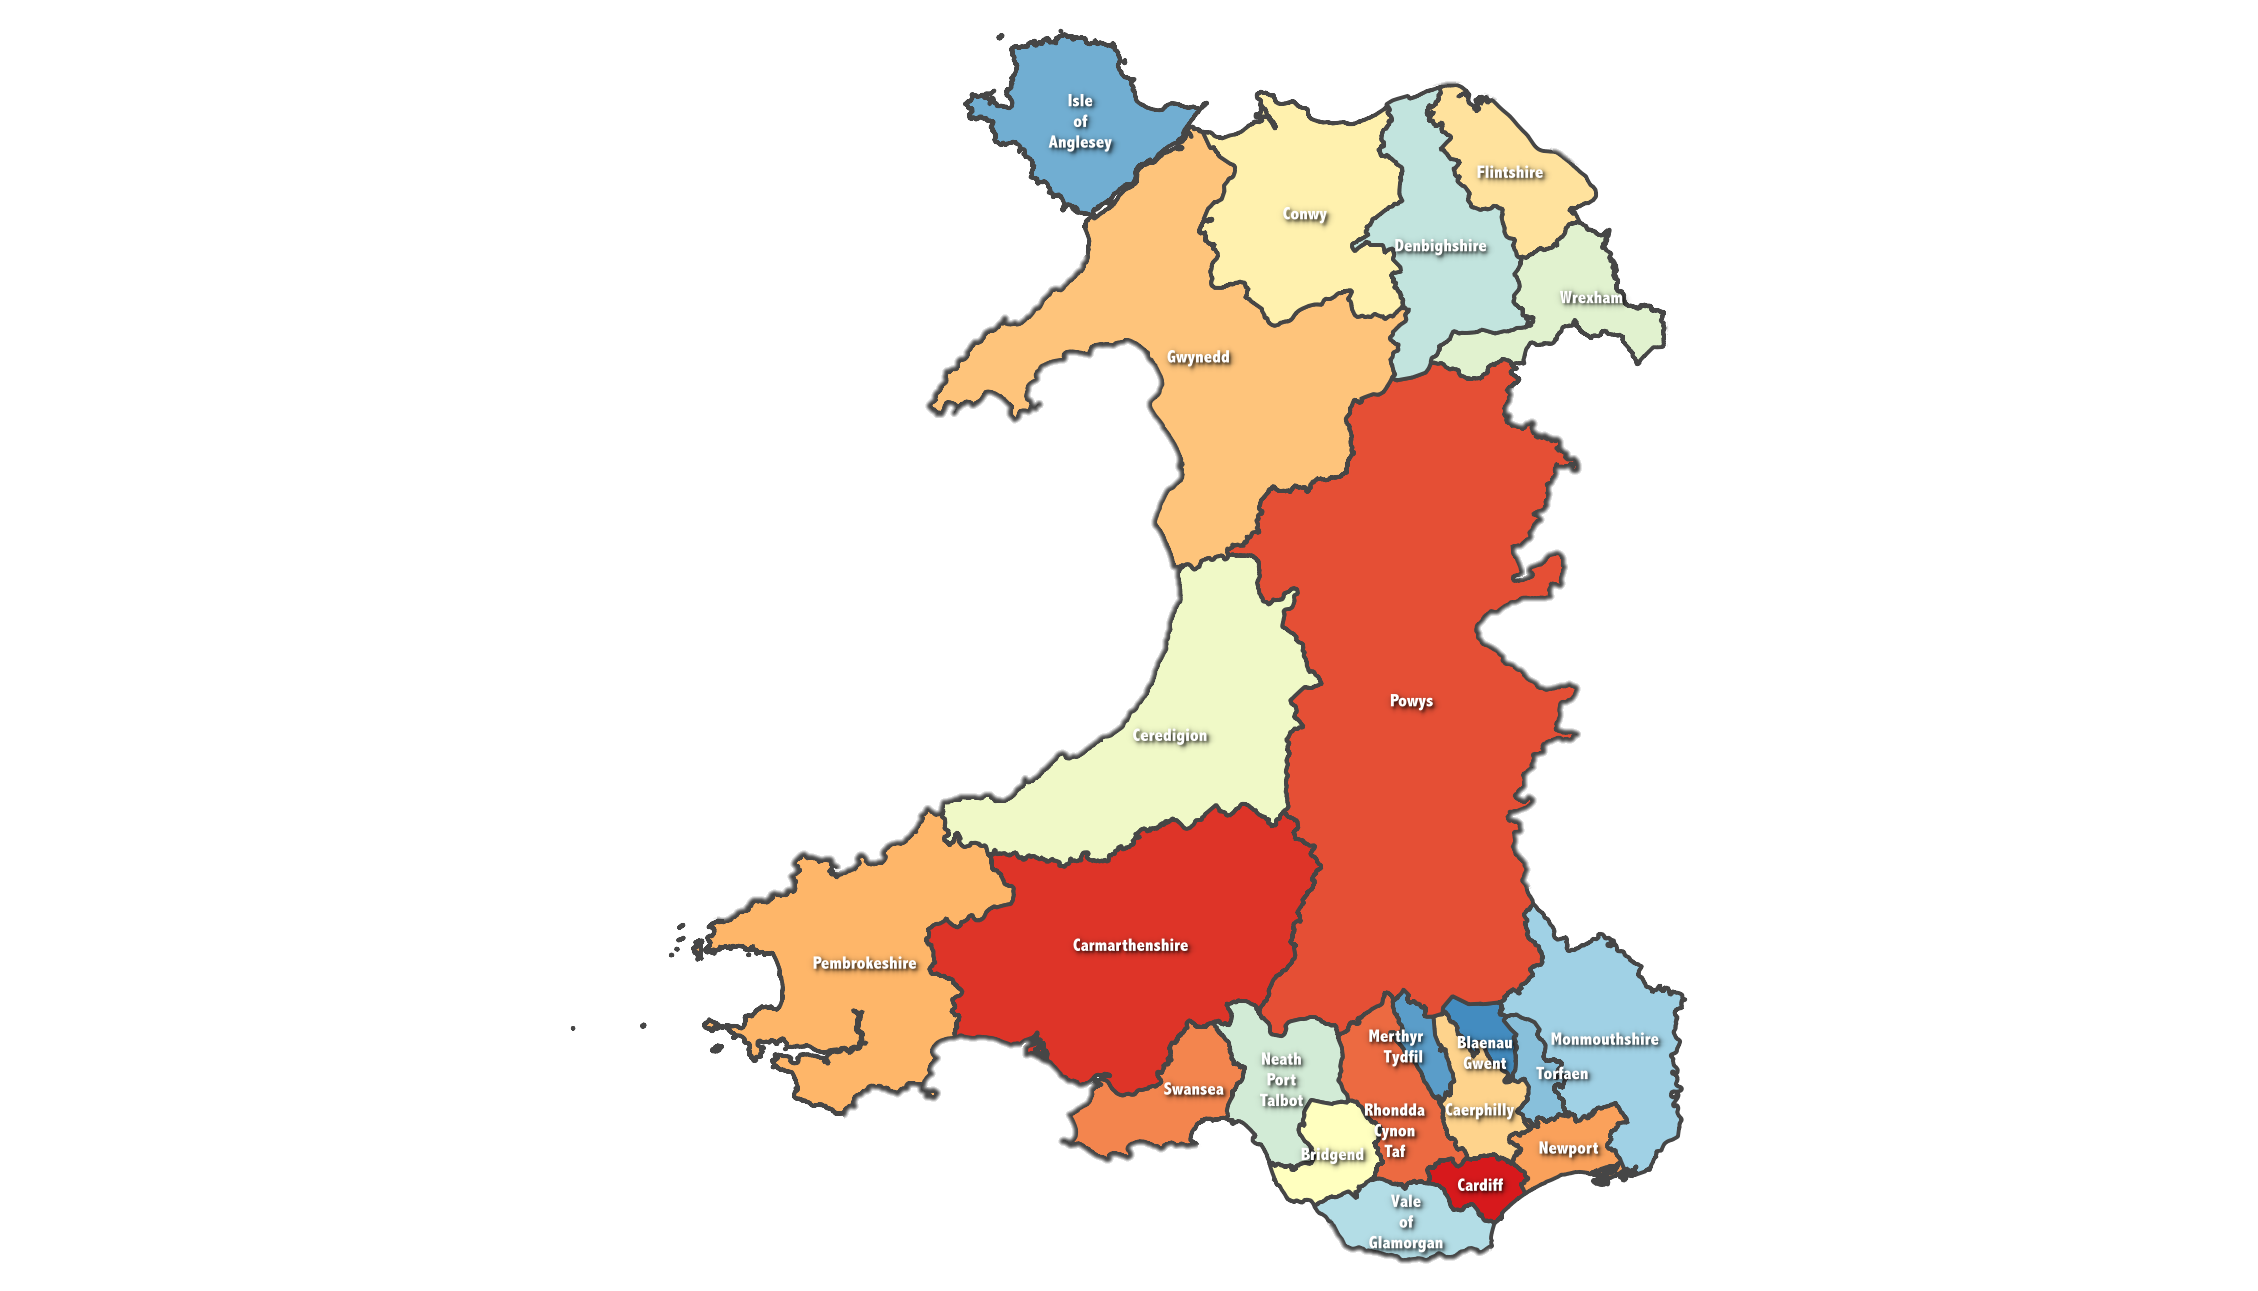 Isle
of
Anglesey
Flintshire
Conwy
Denbighshire
Wrexham
Gwynedd
Powys
Ceredigion
Carmarthenshire
Pembrokeshire
Merthyr
Tydfil
Blaenau
Gwent
Monmouthshire
Neath
Port
Talbot
Torfaen
Swansea
Rhondda
Cynon
Taf
Caerphilly
Newport
Bridgend
Cardiff
Vale
of
Glamorgan